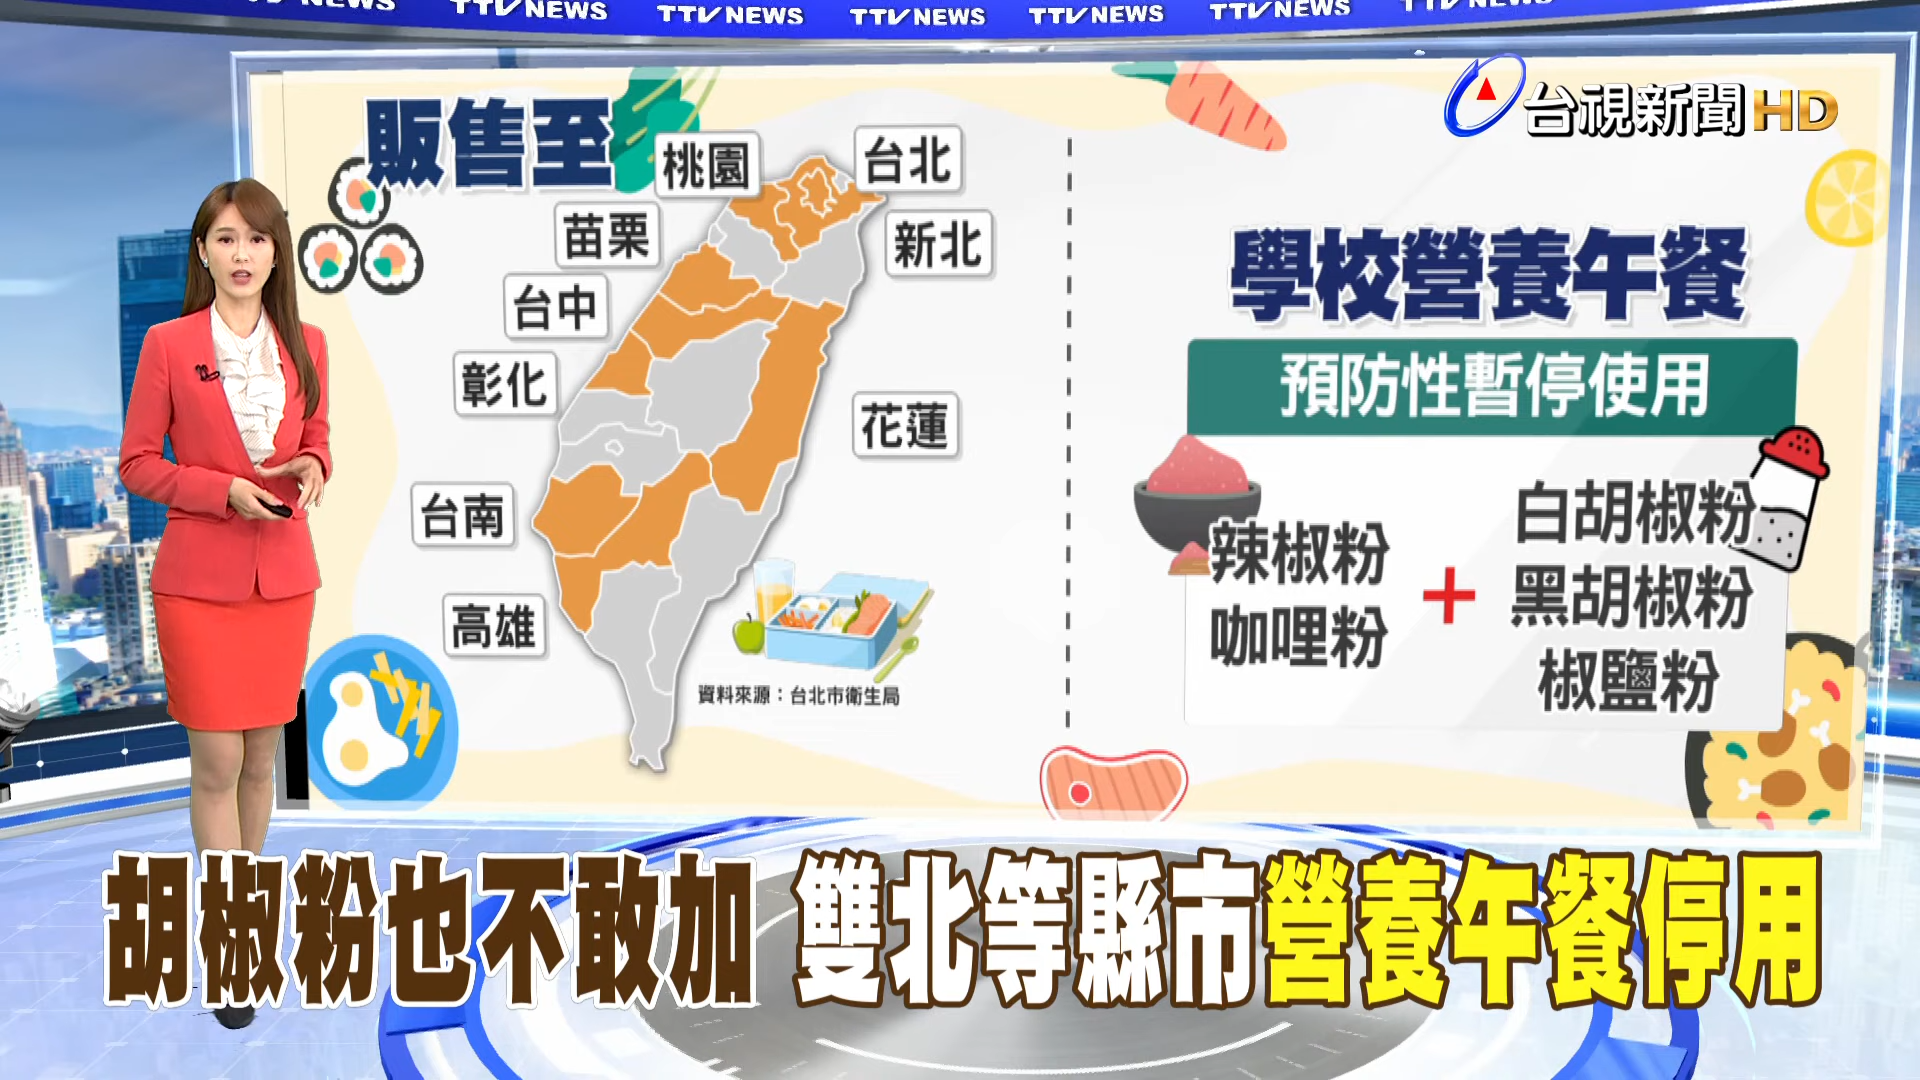 TTV NEWS
TTV NEWS
TTV NEWS
TTV NEWS
TTV NEWS
TTV NEWS
台視新聞HD
販售至
桃園
台北
苗栗
新北
台中
彰化
花蓮
台南
高雄
資料來源：台北市衛生局
學校營養午餐
預防性暫停使用
辣椒粉
咖哩粉
+
白胡椒粉
黑胡椒粉
椒鹽粉
胡椒粉也不敢加 雙北等縣市營養午餐停用